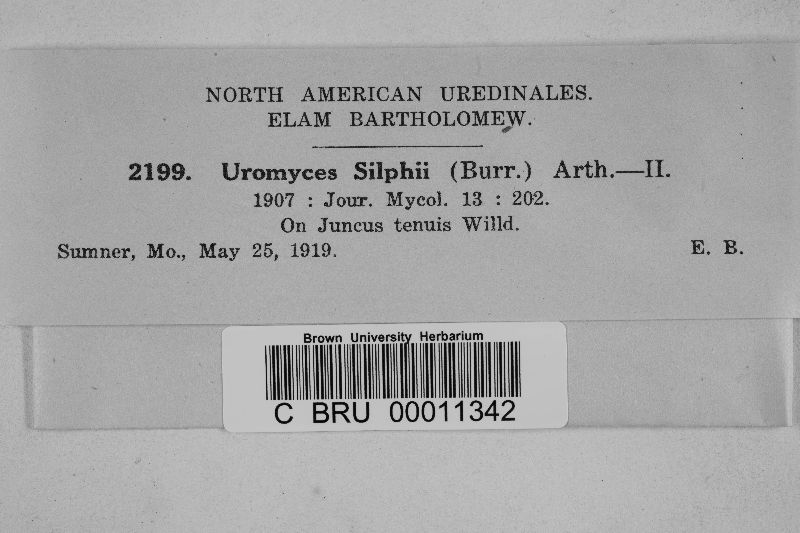 NORTH AMERICAN UREDINALES.
ELAM BARTHOLOMEW.
2199. Uromyces Silphii (Burr.) Arth.—II.
1907 : Jour. Mycol. 13 : 202.
On Juncus tenuis Willd.
Sumner, Mo., May 25, 1919. E. B.
Brown University Herbarium
C BRU 00011342